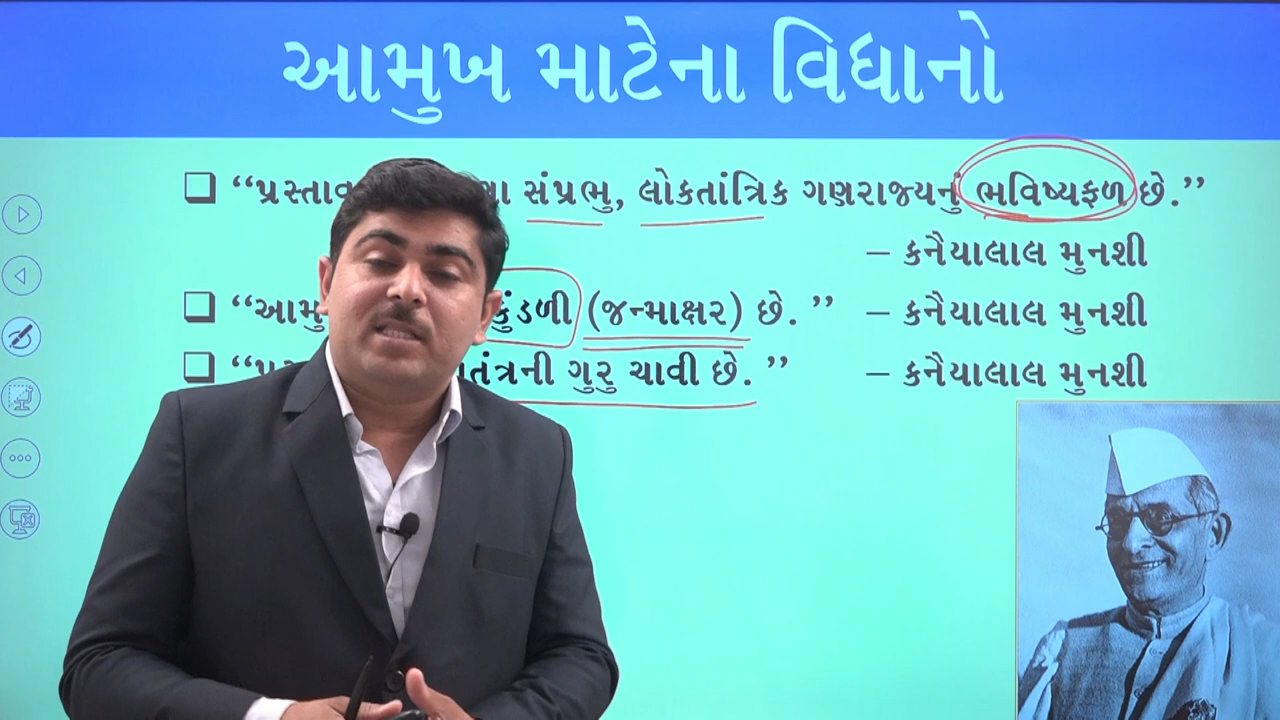 આમુખ માટેના વિધાનો
“પ્રસ્તાવ સંપ્રભુ, લોકતાંત્રિક ગણરાજ્યનું ભવિષ્યફળ છે.”
– કનૈયાલાલ મુનશી
“આમુ કુંડળી (જન્માક્ષર) છે. ” – કનૈયાલાલ મુનશી
તંત્રની ગુરુ ચાવી છે. ” – કનૈયાલાલ મુનશી